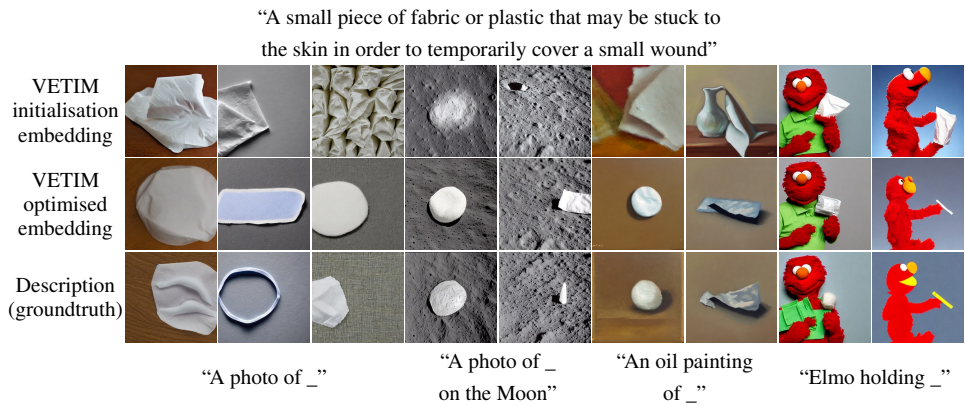 “A small piece of fabric or plastic that may be stuck to
the skin in order to temporarily cover a small wound”
VETIM
initialisation
embedding
VETIM
optimised
embedding
Description
(groundtruth)
“A photo of _”
“A photo of _
on the Moon”
“An oil painting
of _”
“Elmo holding _”